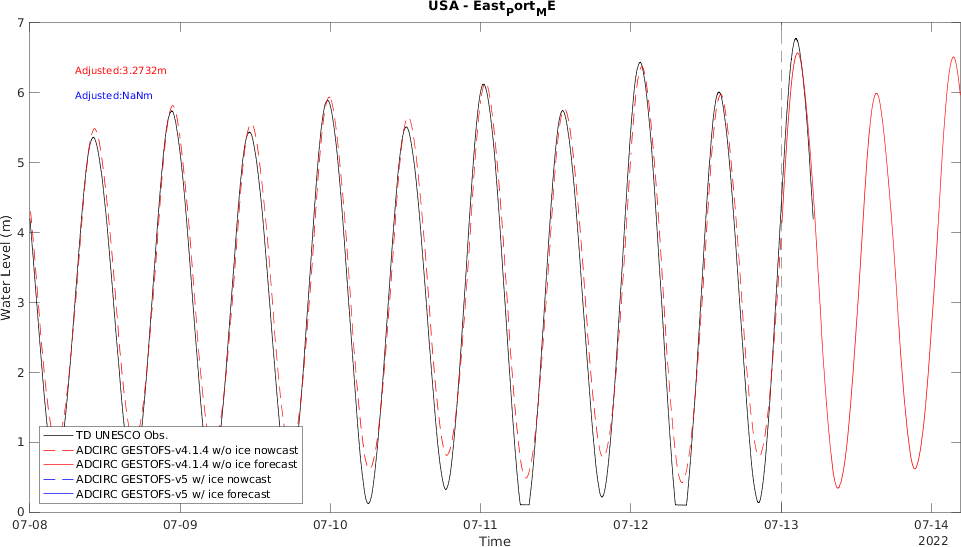 USA - EastPortME
7
Adjusted:3.2732m
6
Adjusted:NaNm
5
4
Water Level (m)
3
2
1
TD UNESCO Obs.
ADCIRC GESTOFS-v4.1.4 w/o ice nowcast
ADCIRC GESTOFS-v4.1.4 w/o ice forecast
ADCIRC GESTOFS-v5 w/ ice nowcast
ADCIRC GESTOFS-v5 w/ ice forecast
0
07-08 07-09 07-10 07-11 07-12 07-13 07-14
Time
2022